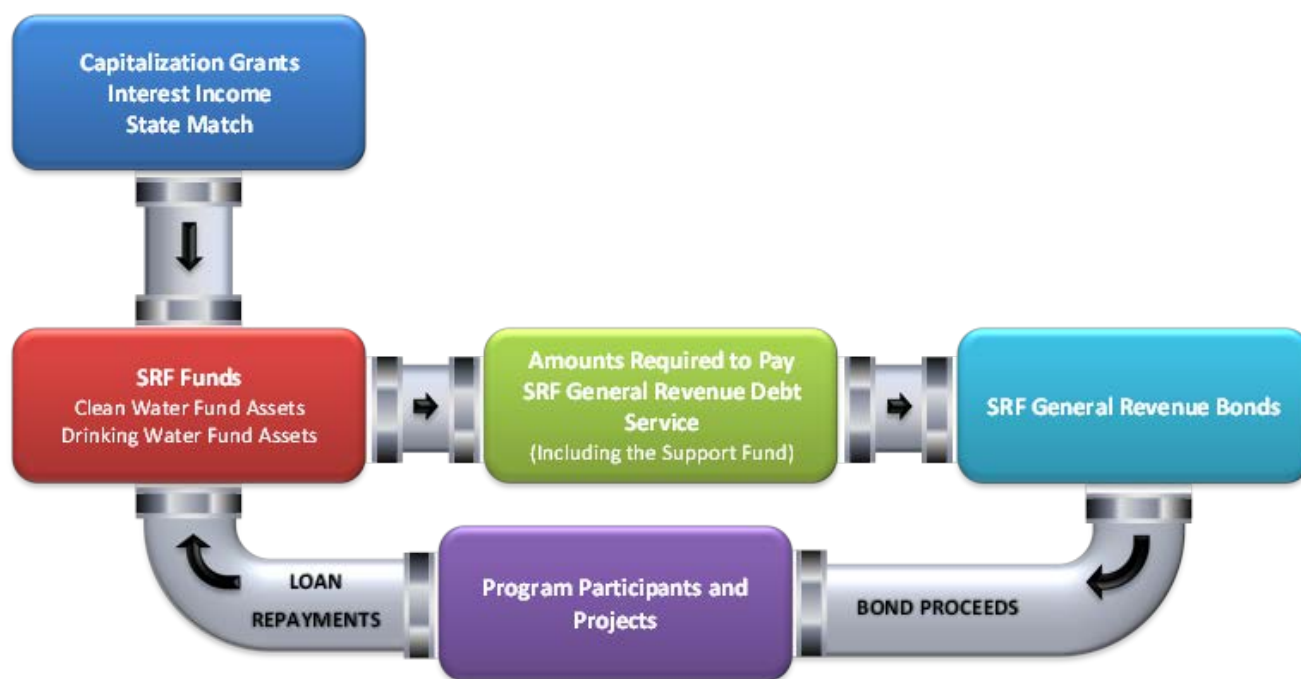 Capitalization Grants
Interest Income
State Match
SRF Funds
Clean Water Fund Assets
Drinking Water Fund Assets
Amounts Required to Pay
SRF General Revenue Debt
Service
(Including the Support Fund)
SRF General Revenue Bonds
LOAN
REPAYMENTS
Program Participants and
Projects
BOND PROCEEDS